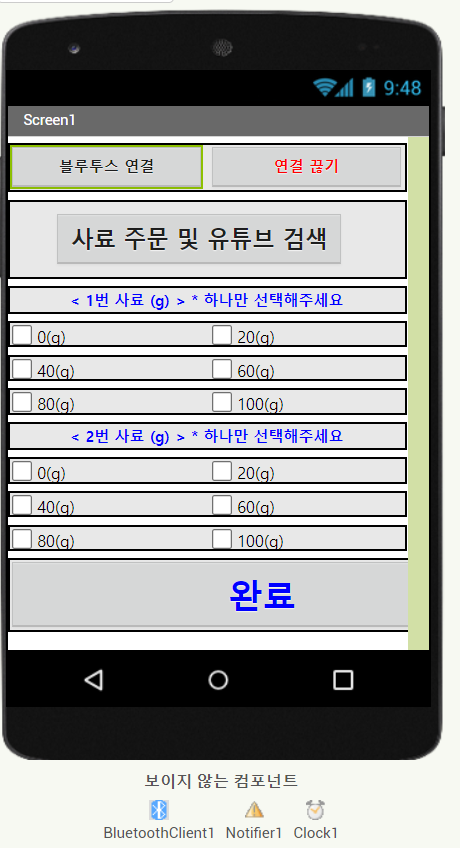 9:48
Screen1
블루투스 연결 연결 끊기
사료 주문 및 유튜브 검색
< 1번 사료 (g) > * 하나만 선택해주세요
0(g) 20(g)
40(g) 60(g)
80(g) 100(g)
< 2번 사료 (g) > * 하나만 선택해주세요
0(g) 20(g)
40(g) 60(g)
80(g) 100(g)
완료
보이지 않는 컴포넌트
BluetoothClient1 Notifier1 Clock1